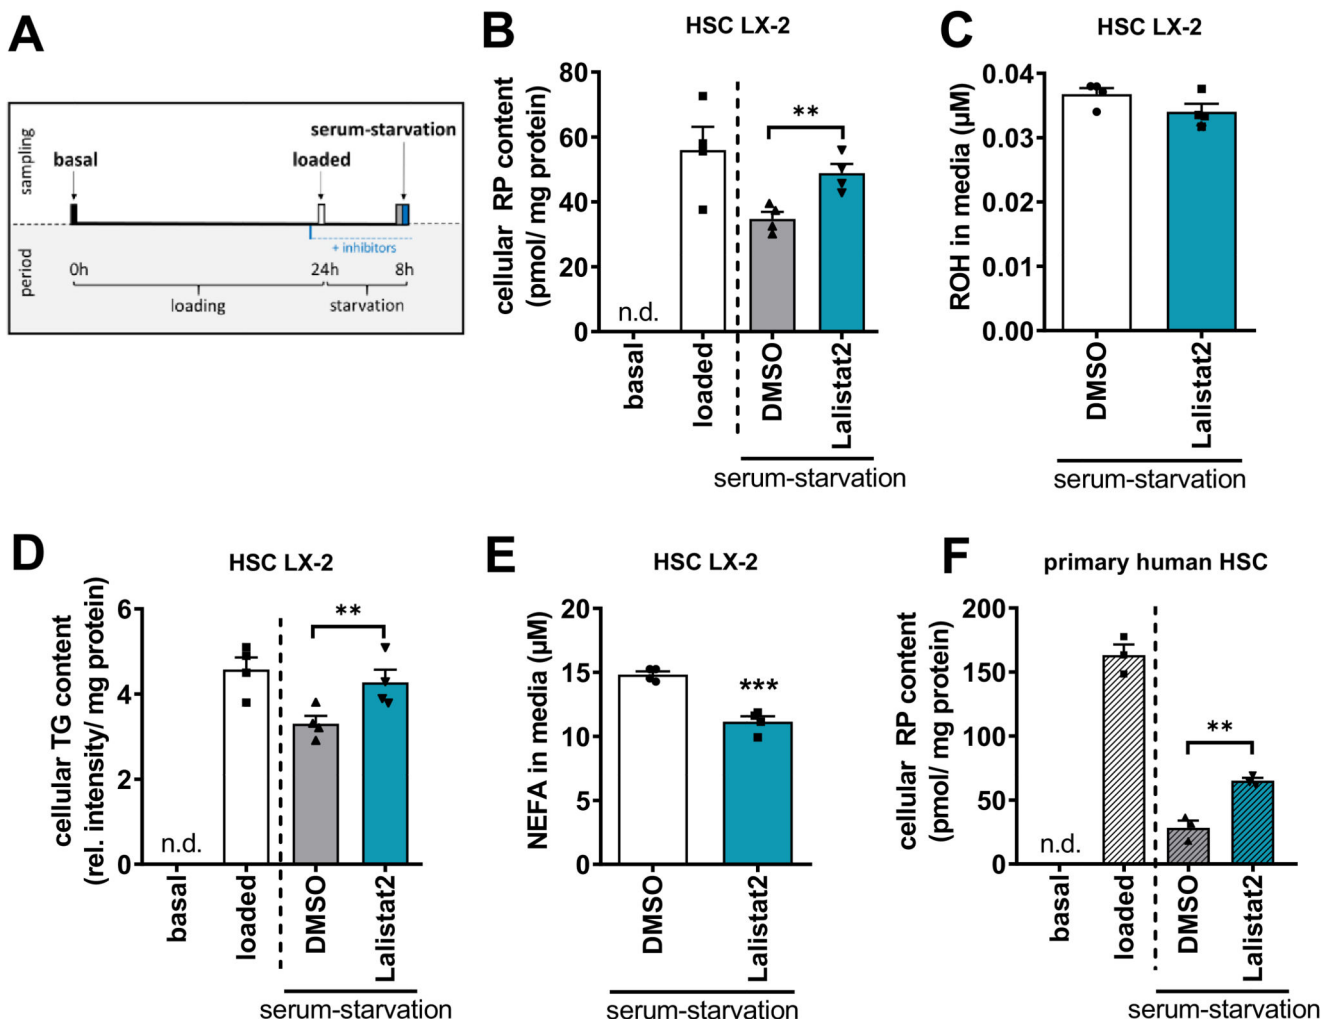 A
sampling
period
serum-starvation
basal
loaded
+ inhibitors
0h
24h
8h
loading
starvation
B
HSC LX-2
cellular RP content
(pmol/ mg protein)
80
60
40
20
0
**
n.d.
basal
loaded
DMSO
Lalistat2
serum-starvation
C
HSC LX-2
ROH in media (µM)
0.04
0.03
0.02
0.01
0.00
DMSO
Lalistat2
serum-starvation
D
HSC LX-2
cellular TG content
(rel. intensity/ mg protein)
6
4
2
0
**
n.d.
basal
loaded
DMSO
Lalistat2
serum-starvation
E
HSC LX-2
NEFA in media (µM)
20
15
10
5
0
***
DMSO
Lalistat2
serum-starvation
F
primary human HSC
cellular RP content
(pmol/ mg protein)
200
150
100
50
0
**
n.d.
basal
loaded
DMSO
Lalistat2
serum-starvation